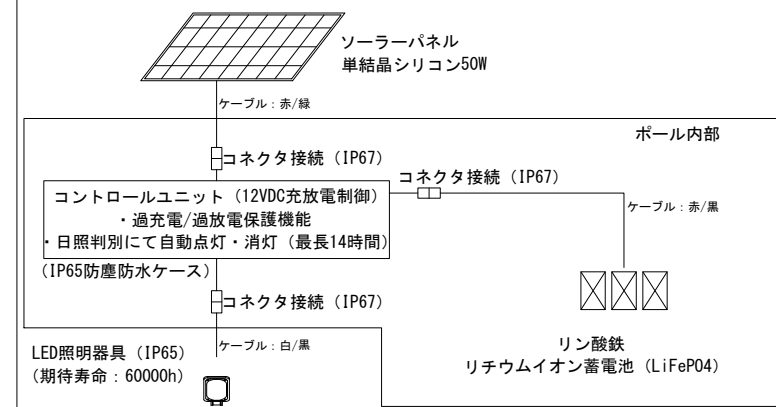 ソーラーパネル
単結晶シリコン50W
ケーブル：赤/緑
ポール内部
コネクタ接続（IP67）
コネクタ接続（IP67）
コントロールユニット（12VDC充放電制御）
・過充電/過放電保護機能
・日照判別にて自動点灯・消灯（最長14時間）
ケーブル：赤/黒
（IP65防塵防水ケース）
コネクタ接続（IP67）
ケーブル：白/黒
LED照明器具（IP65）
（期待寿命：60000h）
リン酸鉄
リチウムイオン蓄電池（LiFePO4）